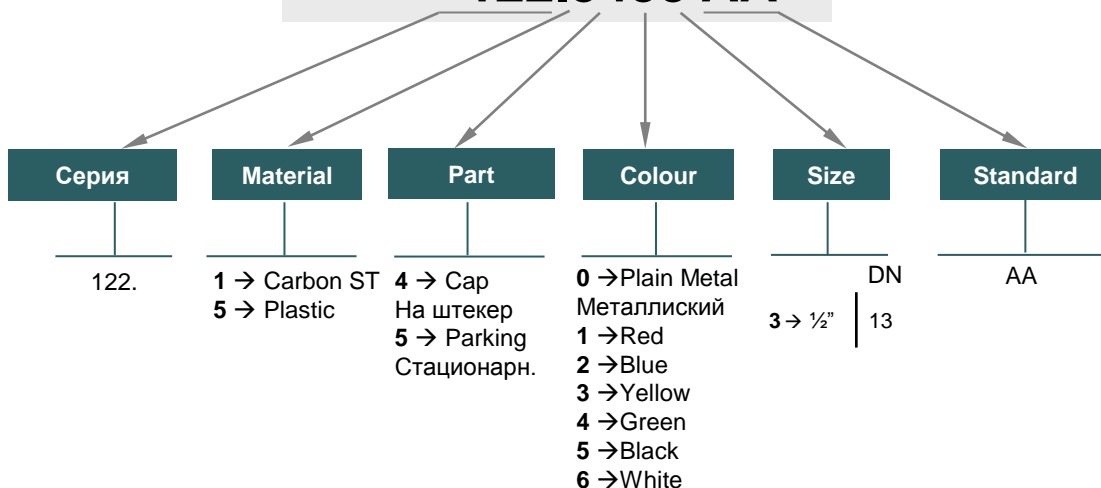 Серия
Material
Part
Colour
Size
Standard
122.
1 → Carbon ST
5 → Plastic
4 → Cap
На штекер
5 → Parking
Стационарн.
0 →Plain Metal
Металлиский
1 →Red
2 →Blue
3 →Yellow
4 →Green
5 →Black
6 →White
DN
3 → ½” 13
AA